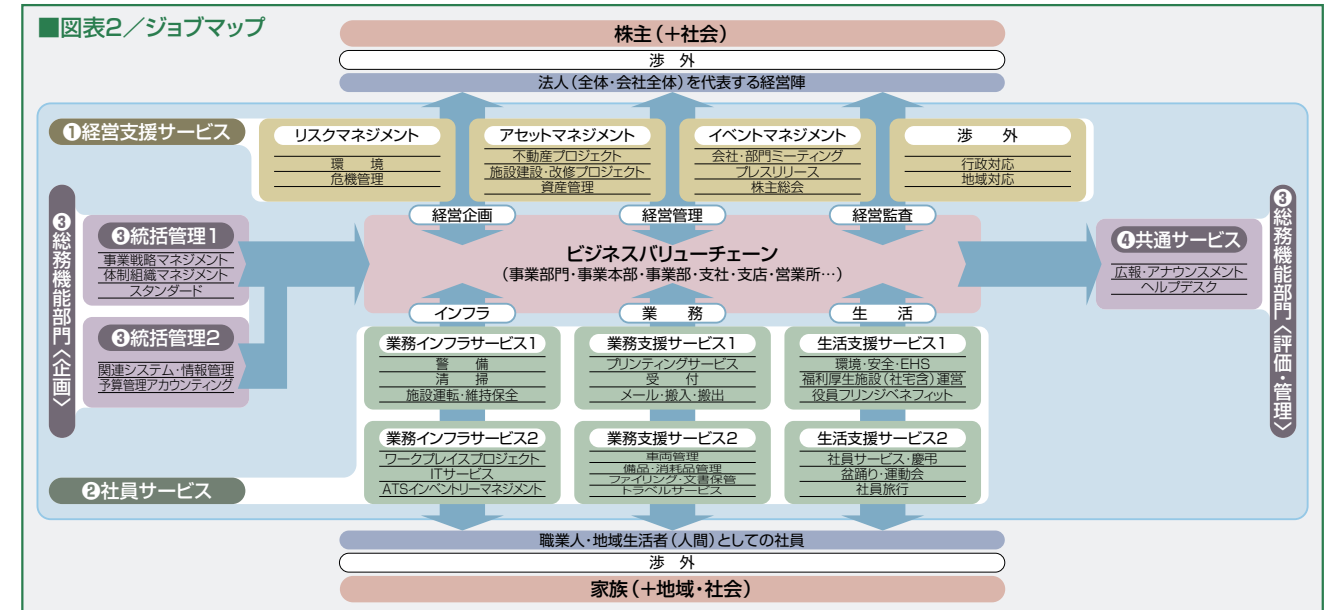 ■図表2／ジョブマップ
株主（＋社会）
渉　外
法人（全体・会社全体）を代表する経営陣
❶経営支援サービス
リスクマネジメント
環　境
危機管理
アセットマネジメント
不動産プロジェクト
施設建設・改修プロジェクト
資産管理
イベントマネジメント
会社・部門ミーティング
プレスリリース
株主総会
渉　外
行政対応
地域対応
経営企画
経営管理
経営監査
❸総務機能部門〈企画〉
❸統括管理1
事業戦略マネジメント
体制組織マネジメント
スタンダード
❸統括管理2
関連システム・情報管理
予算管理アカウンティング
ビジネスバリューチェーン
（事業部門・事業本部・事業部・支社・支店・営業所…）
❹共通サービス
広報・アナウンスメント
ヘルプデスク
❸総務機能部門〈評価・管理〉
インフラ
業　務
生　活
業務インフラサービス1
警　備
清　掃
施設運転・維持保全
業務支援サービス1
プリンティングサービス
受　付
メール・搬入・搬出
生活支援サービス1
環境・安全・EHS
福利厚生施設（社宅含）運営
役員フリンジベネフィット
業務インフラサービス2
ワークプレイスプロジェクト
ITサービス
ATSインベントリーマネジメント
業務支援サービス2
車両管理
備品・消耗品管理
ファイリング・文書保管
トラベルサービス
生活支援サービス2
社員サービス・慶弔
盆踊り・運動会
社員旅行
❷社員サービス
職業人・地域生活者（人間）としての社員
渉　外
家族（＋地域・社会）